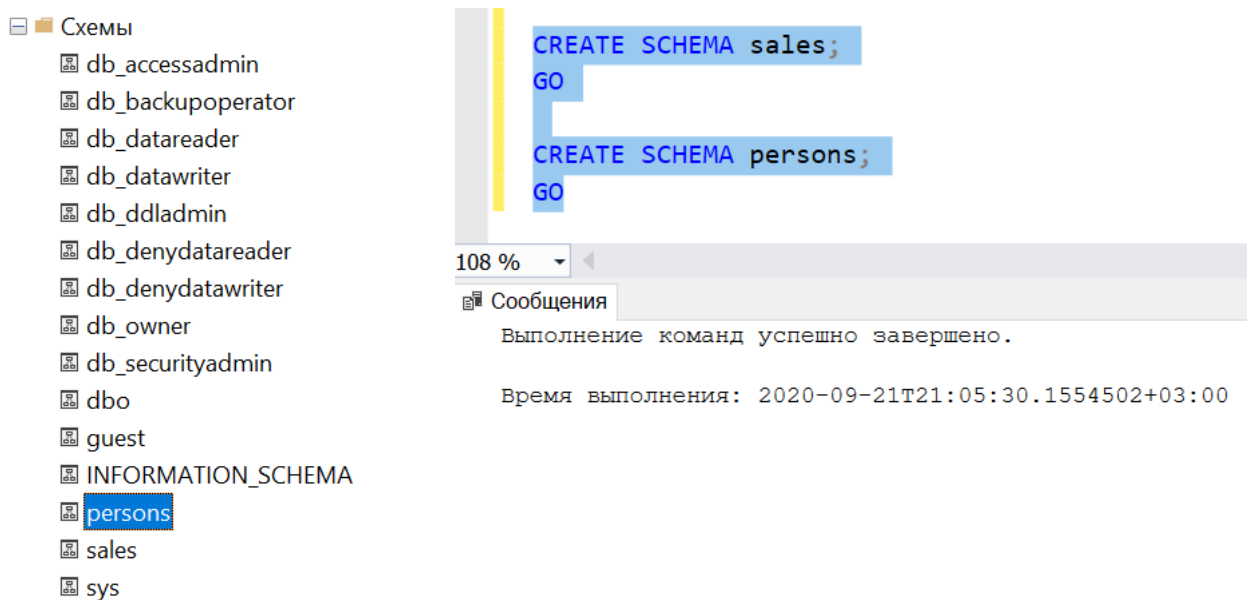 Схемы
db_accessadmin
db_backupoperator
db_datareader
db_datawriter
db_ddladmin
db_denydatareader
db_denydatawriter
db_owner
db_securityadmin
dbo
guest
INFORMATION_SCHEMA
persons
sales
sys
CREATE SCHEMA sales;
GO
CREATE SCHEMA persons;
GO
108 %
Сообщения
Выполнение команд успешно завершено.
Время выполнения: 2020-09-21T21:05:30.1554502+03:00